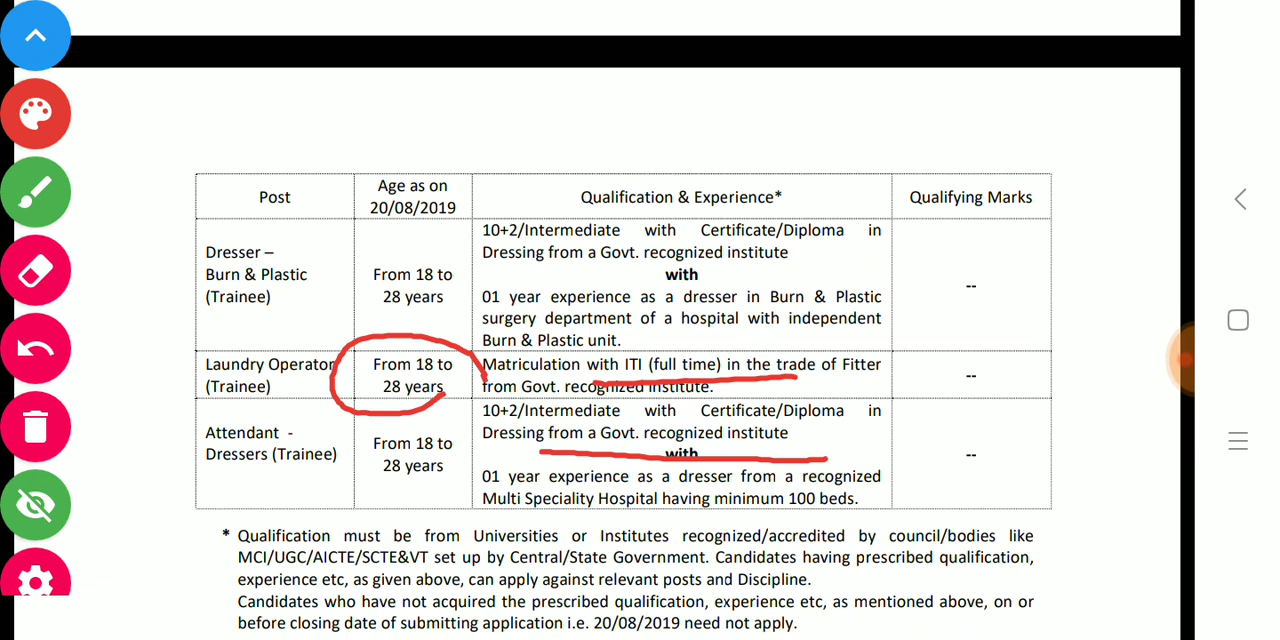 Post
Age as on
20/08/2019
Qualification & Experience*
Qualifying Marks
Dresser –
Burn & Plastic
(Trainee)
From 18 to
28 years
10+2/Intermediate with Certificate/Diploma in
Dressing from a Govt. recognized institute
with
01 year experience as a dresser in Burn & Plastic
surgery department of a hospital with independent
Burn & Plastic unit.
--
Laundry Operator
(Trainee)
From 18 to
28 years
Matriculation with ITI (full time) in the trade of Fitter
from Govt. recognized institute.
--
Attendant -
Dressers (Trainee)
From 18 to
28 years
10+2/Intermediate with Certificate/Diploma in
Dressing from a Govt. recognized institute
with
01 year experience as a dresser from a recognized
Multi Speciality Hospital having minimum 100 beds.
--
* Qualification must be from Universities or Institutes recognized/accredited by council/bodies like
MCI/UGC/AICTE/SCTE&VT set up by Central/State Government. Candidates having prescribed qualification,
experience etc, as given above, can apply against relevant posts and Discipline.
Candidates who have not acquired the prescribed qualification, experience etc, as mentioned above, on or
before closing date of submitting application i.e. 20/08/2019 need not apply.